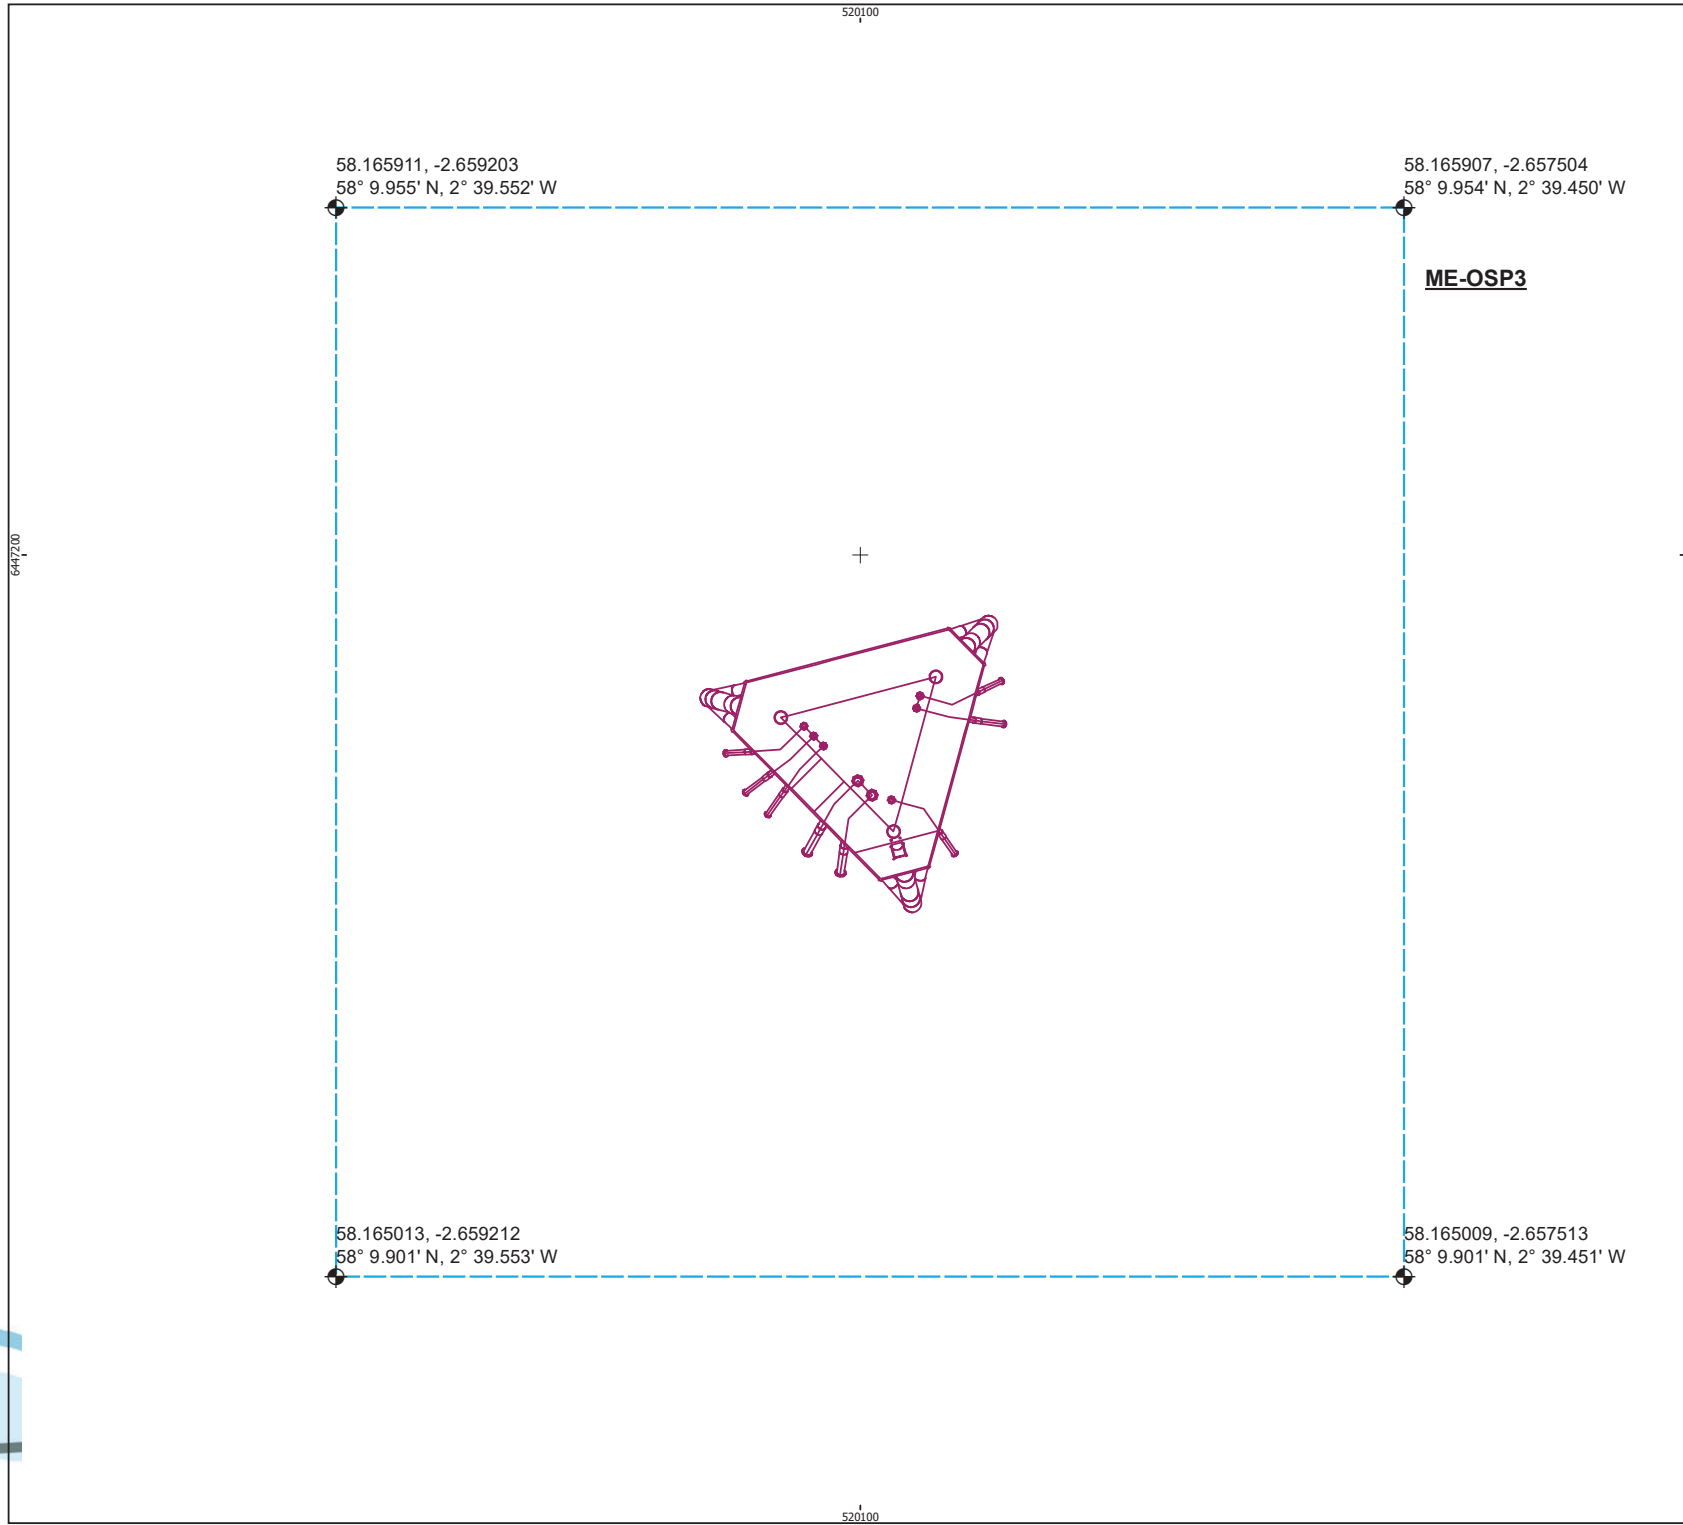 520100
58.165911, -2.659203
58° 9.955' N, 2° 39.552' W
58.165907, -2.657504
58° 9.954' N, 2° 39.450' W
ME-OSP3
6447200
58.165013, -2.659212
58° 9.901' N, 2° 39.553' W
58.165009, -2.657513
58° 9.901' N, 2° 39.451' W
520100